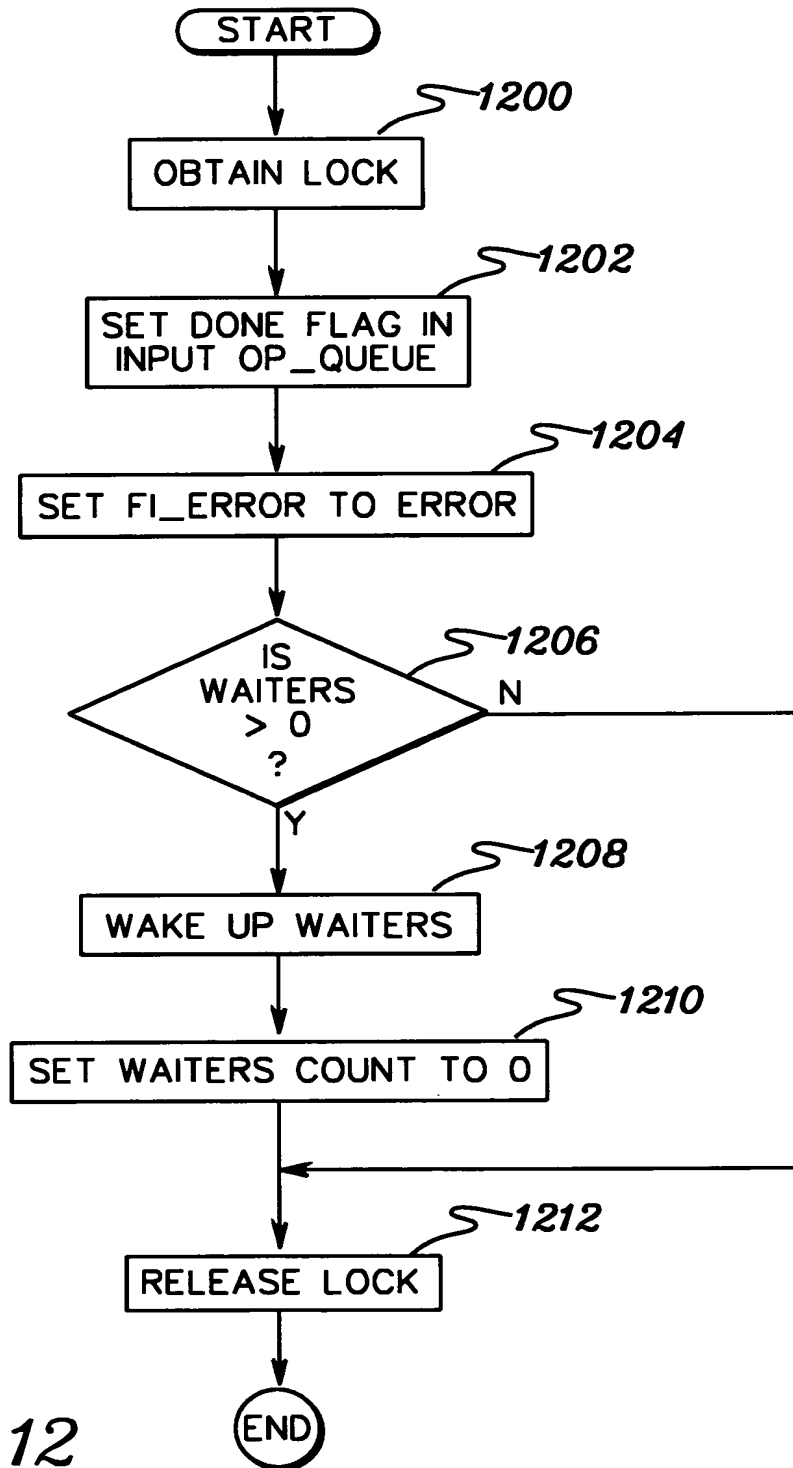 START
1200
OBTAIN LOCK
1202
SET DONE FLAG IN
INPUT OP_QUEUE
1204
SET FI_ERROR TO ERROR
1206
IS
WAITERS
> 0
?
N
Y
1208
WAKE UP WAITERS
1210
SET WAITERS COUNT TO 0
1212
RELEASE LOCK
END
12